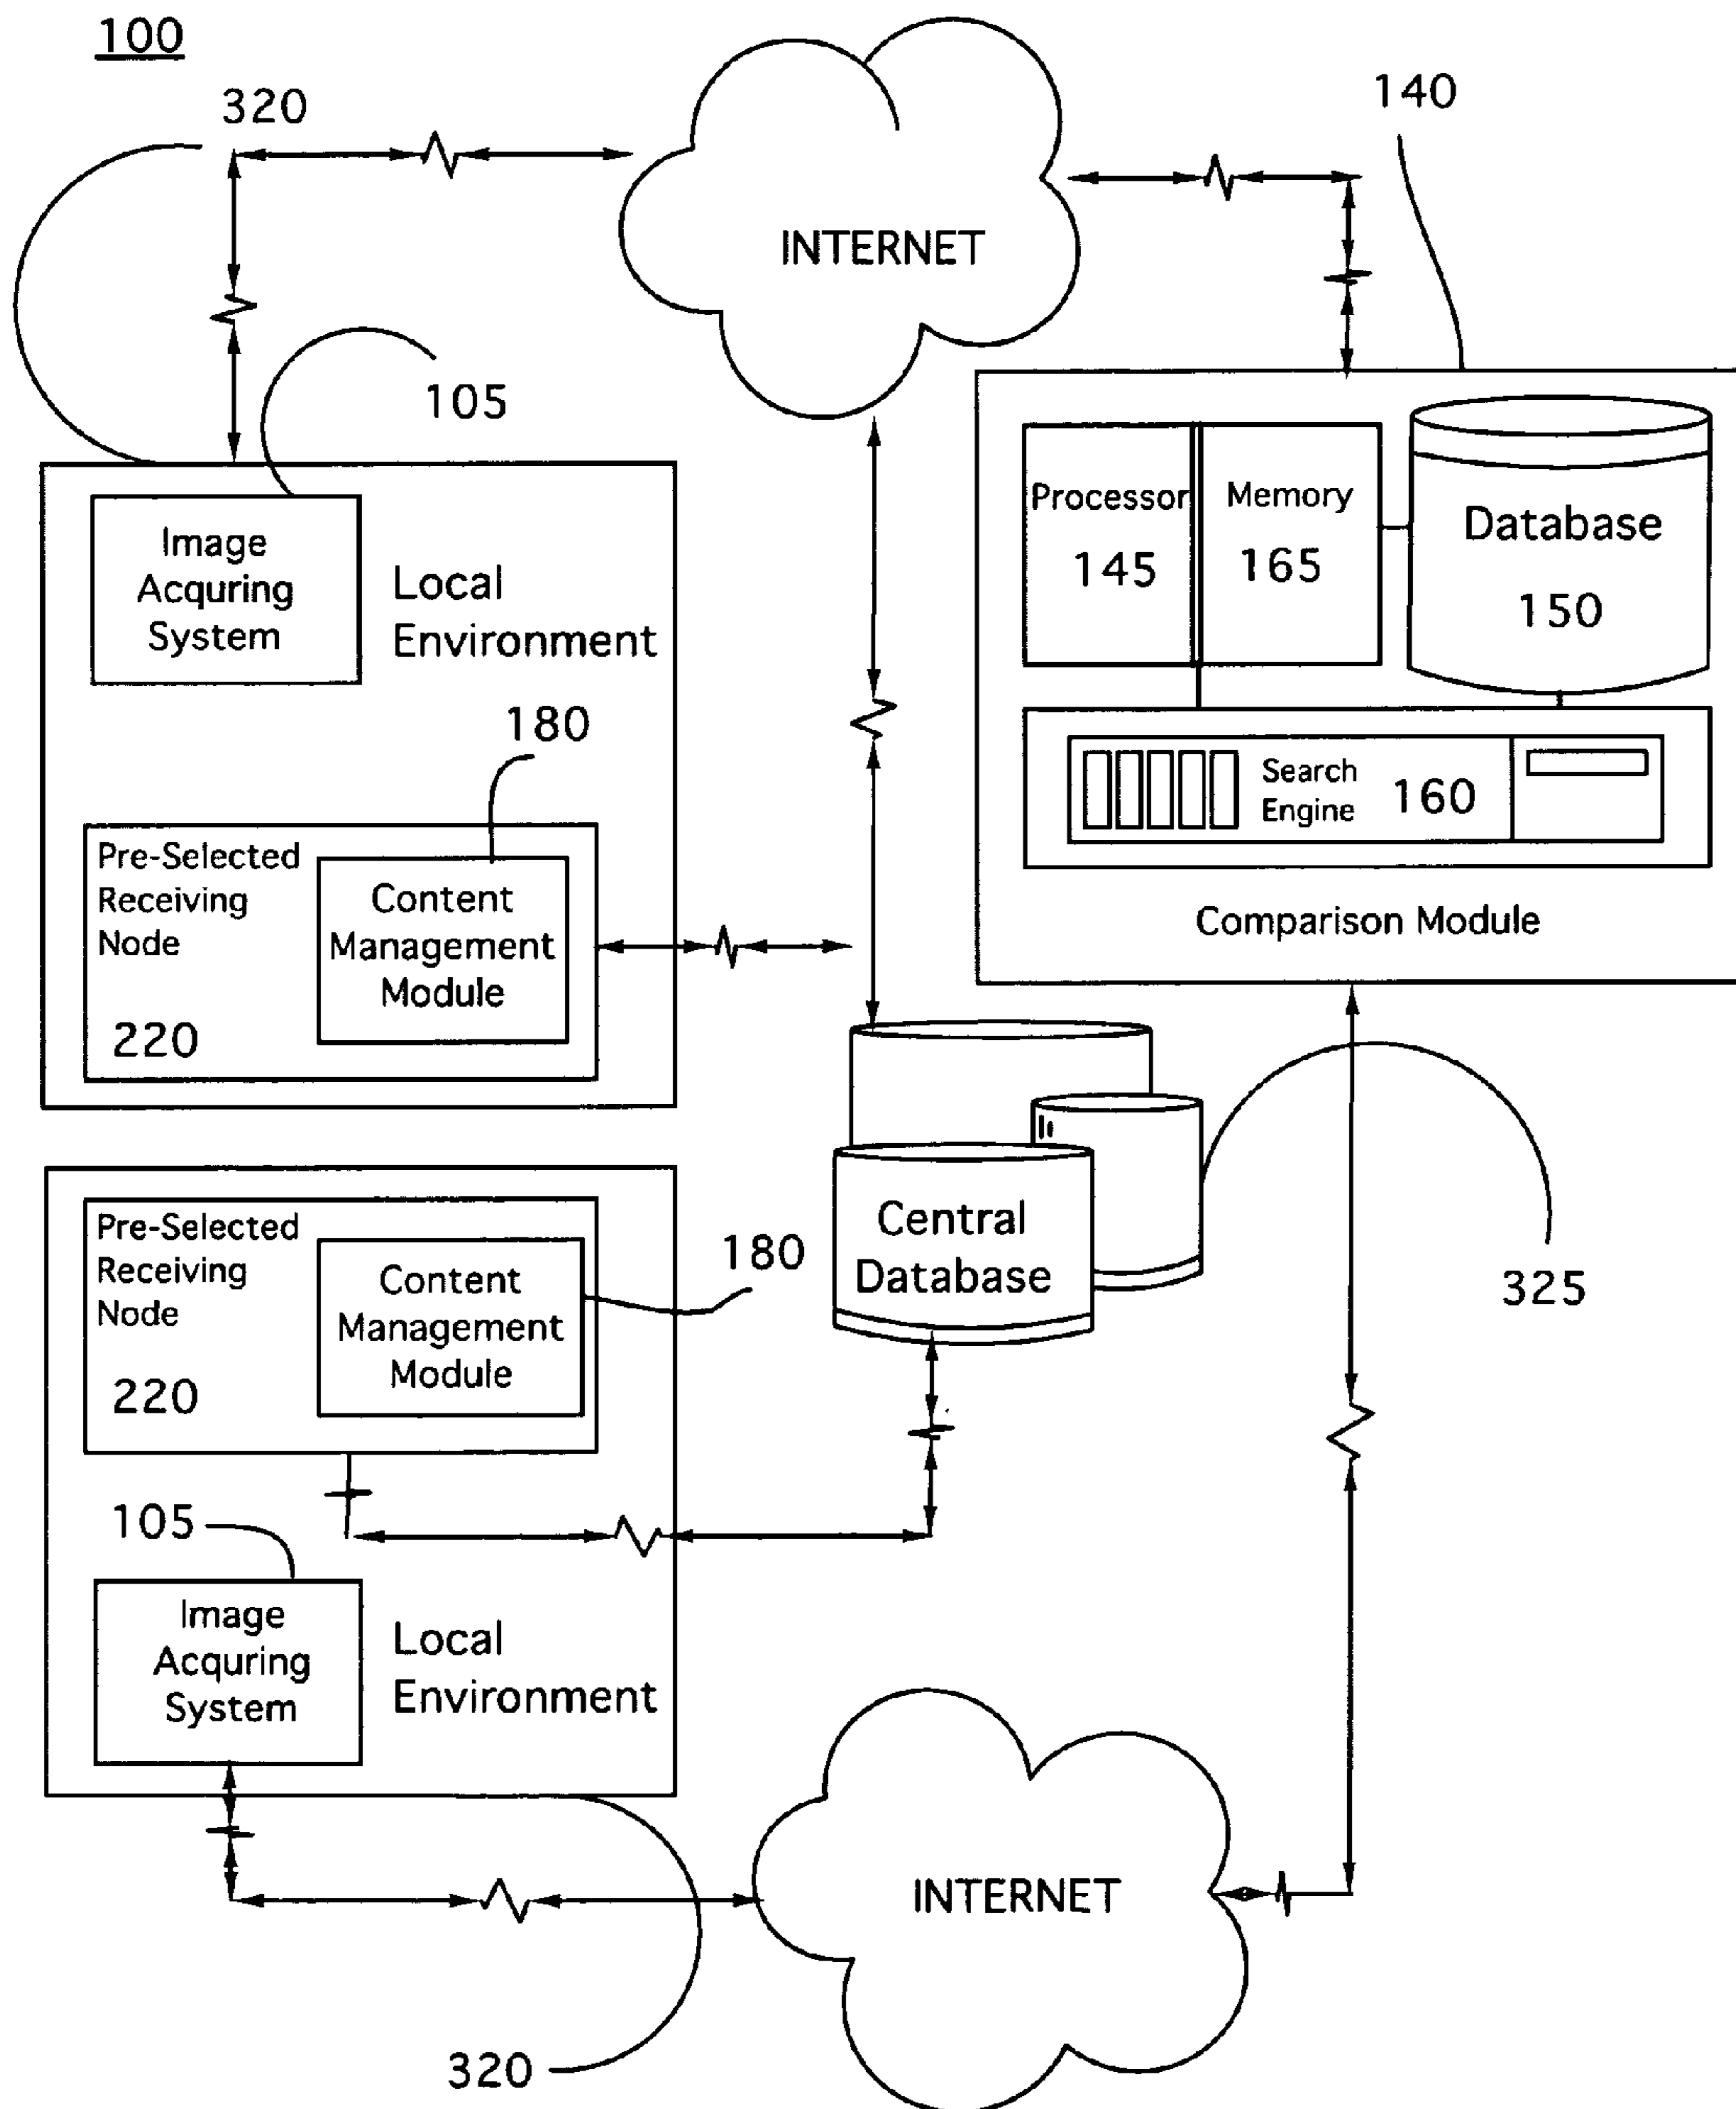 100
320
140
INTERNET
105
Image
Acquring
System
Local
Environment
Processor
145
Memory
165
Database
150
Search
Engine
160
Comparison Module
180
Pre-Selected
Receiving
Node
220
Content
Management
Module
Pre-Selected
Receiving
Node
220
Content
Management
Module
180
Central
Database
325
105
Image
Acquring
System
Local
Environment
INTERNET
320